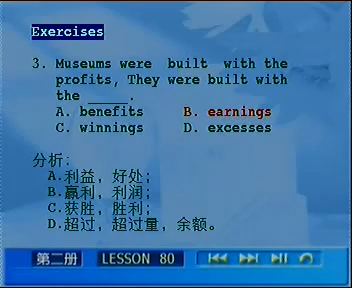 Exercises
3. Museums were built with the
profits, They were built with
the _____.
A. benefits B. earnings
C. winnings D. excesses
分析:
A.利益，好处；
B.赢利，利润；
C.获胜，胜利；
D.超过，超过量，余额。
第二册 LESSON 80